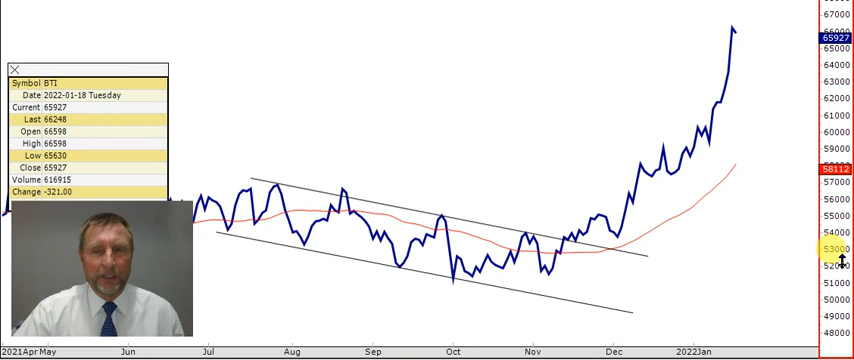 Symbol BTI
Date 2022-01-18 Tuesday
Current 65927
Last 66248
Open 66598
High 66598
Low 65630
Close 65927
Volume 616915
Change -321.00
67000
65927
64000
63000
62000
61000
60000
59000
58112
57000
56000
55000
54000
53000
52000
51000
50000
49000
48000
2021Apr May Jun Jul Aug Sep Oct Nov Dec 2022Jan